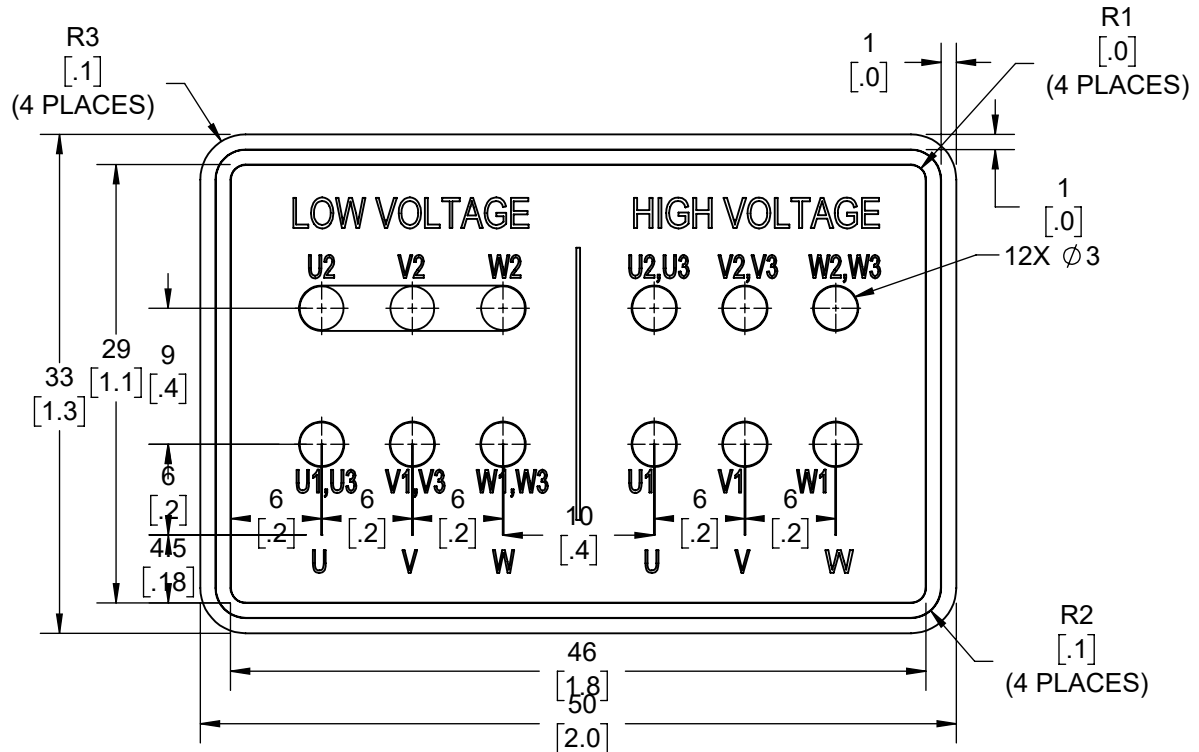 R3
[.1]
(4 PLACES)
1
[.0]
R1
[.0]
(4 PLACES)
1
[.0]
12X ∅3
LOW VOLTAGE
HIGH VOLTAGE
U2 V2 W2
U2,U3 V2,V3 W2,W3
33
[1.3]
29
[1.1]
9
[.4]
6
[.2]
4.5
[.18]
U1,U3 V1,V3 W1,W3
U1 V1 W1
6
[.2]
6
[.2]
6
[.2]
10
[.4]
6
[.2]
6
[.2]
U V W
U V W
46
[1.8]
50
[2.0]
R2
[.1]
(4 PLACES)